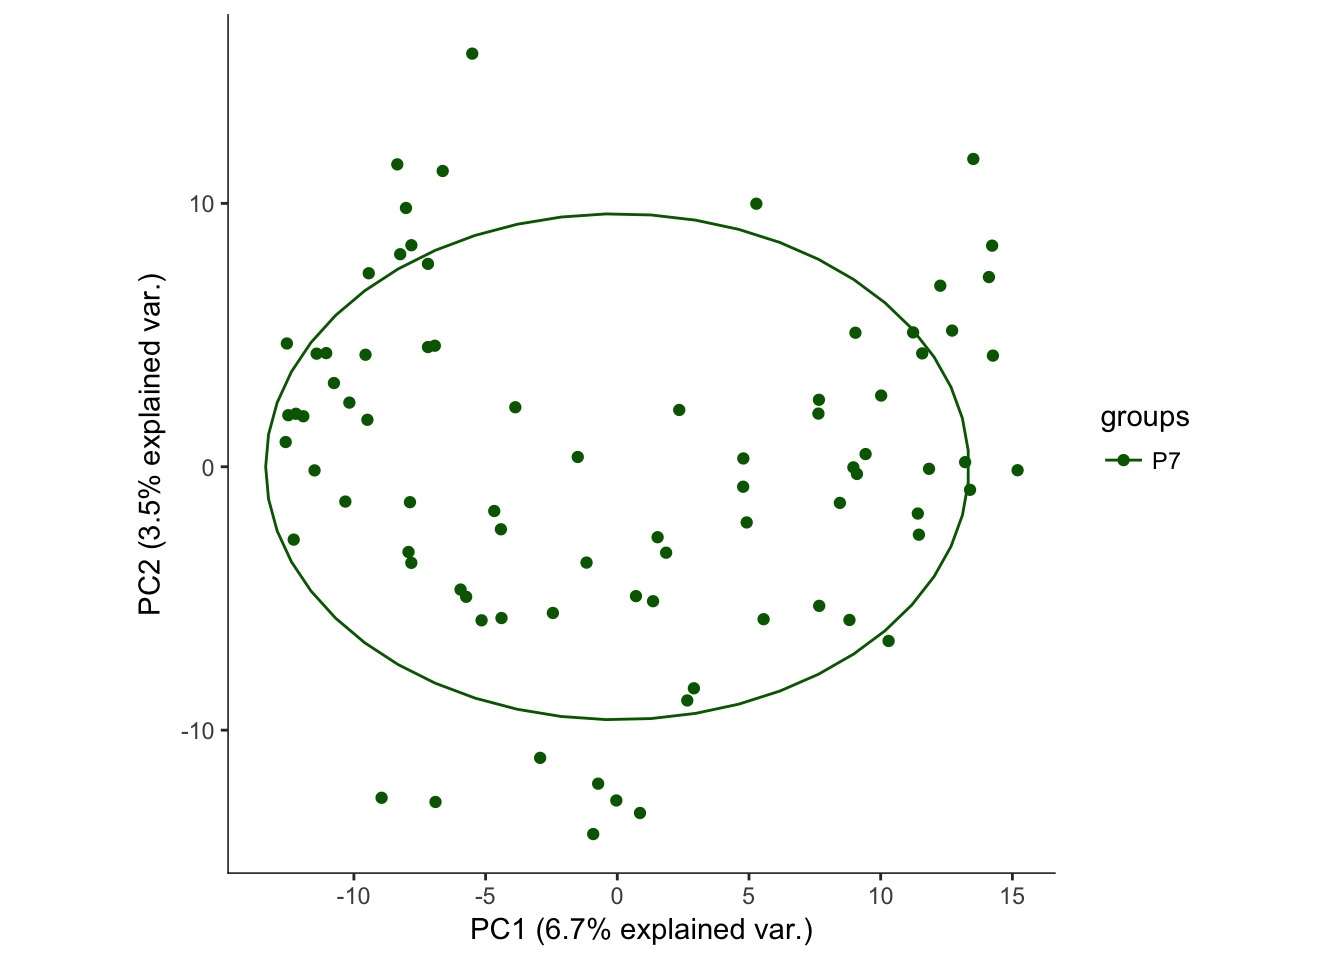 10
0
-10
PC2 (3.5% explained var.)
-10
-5
0
5
10
15
PC1 (6.7% explained var.)
groups
P7